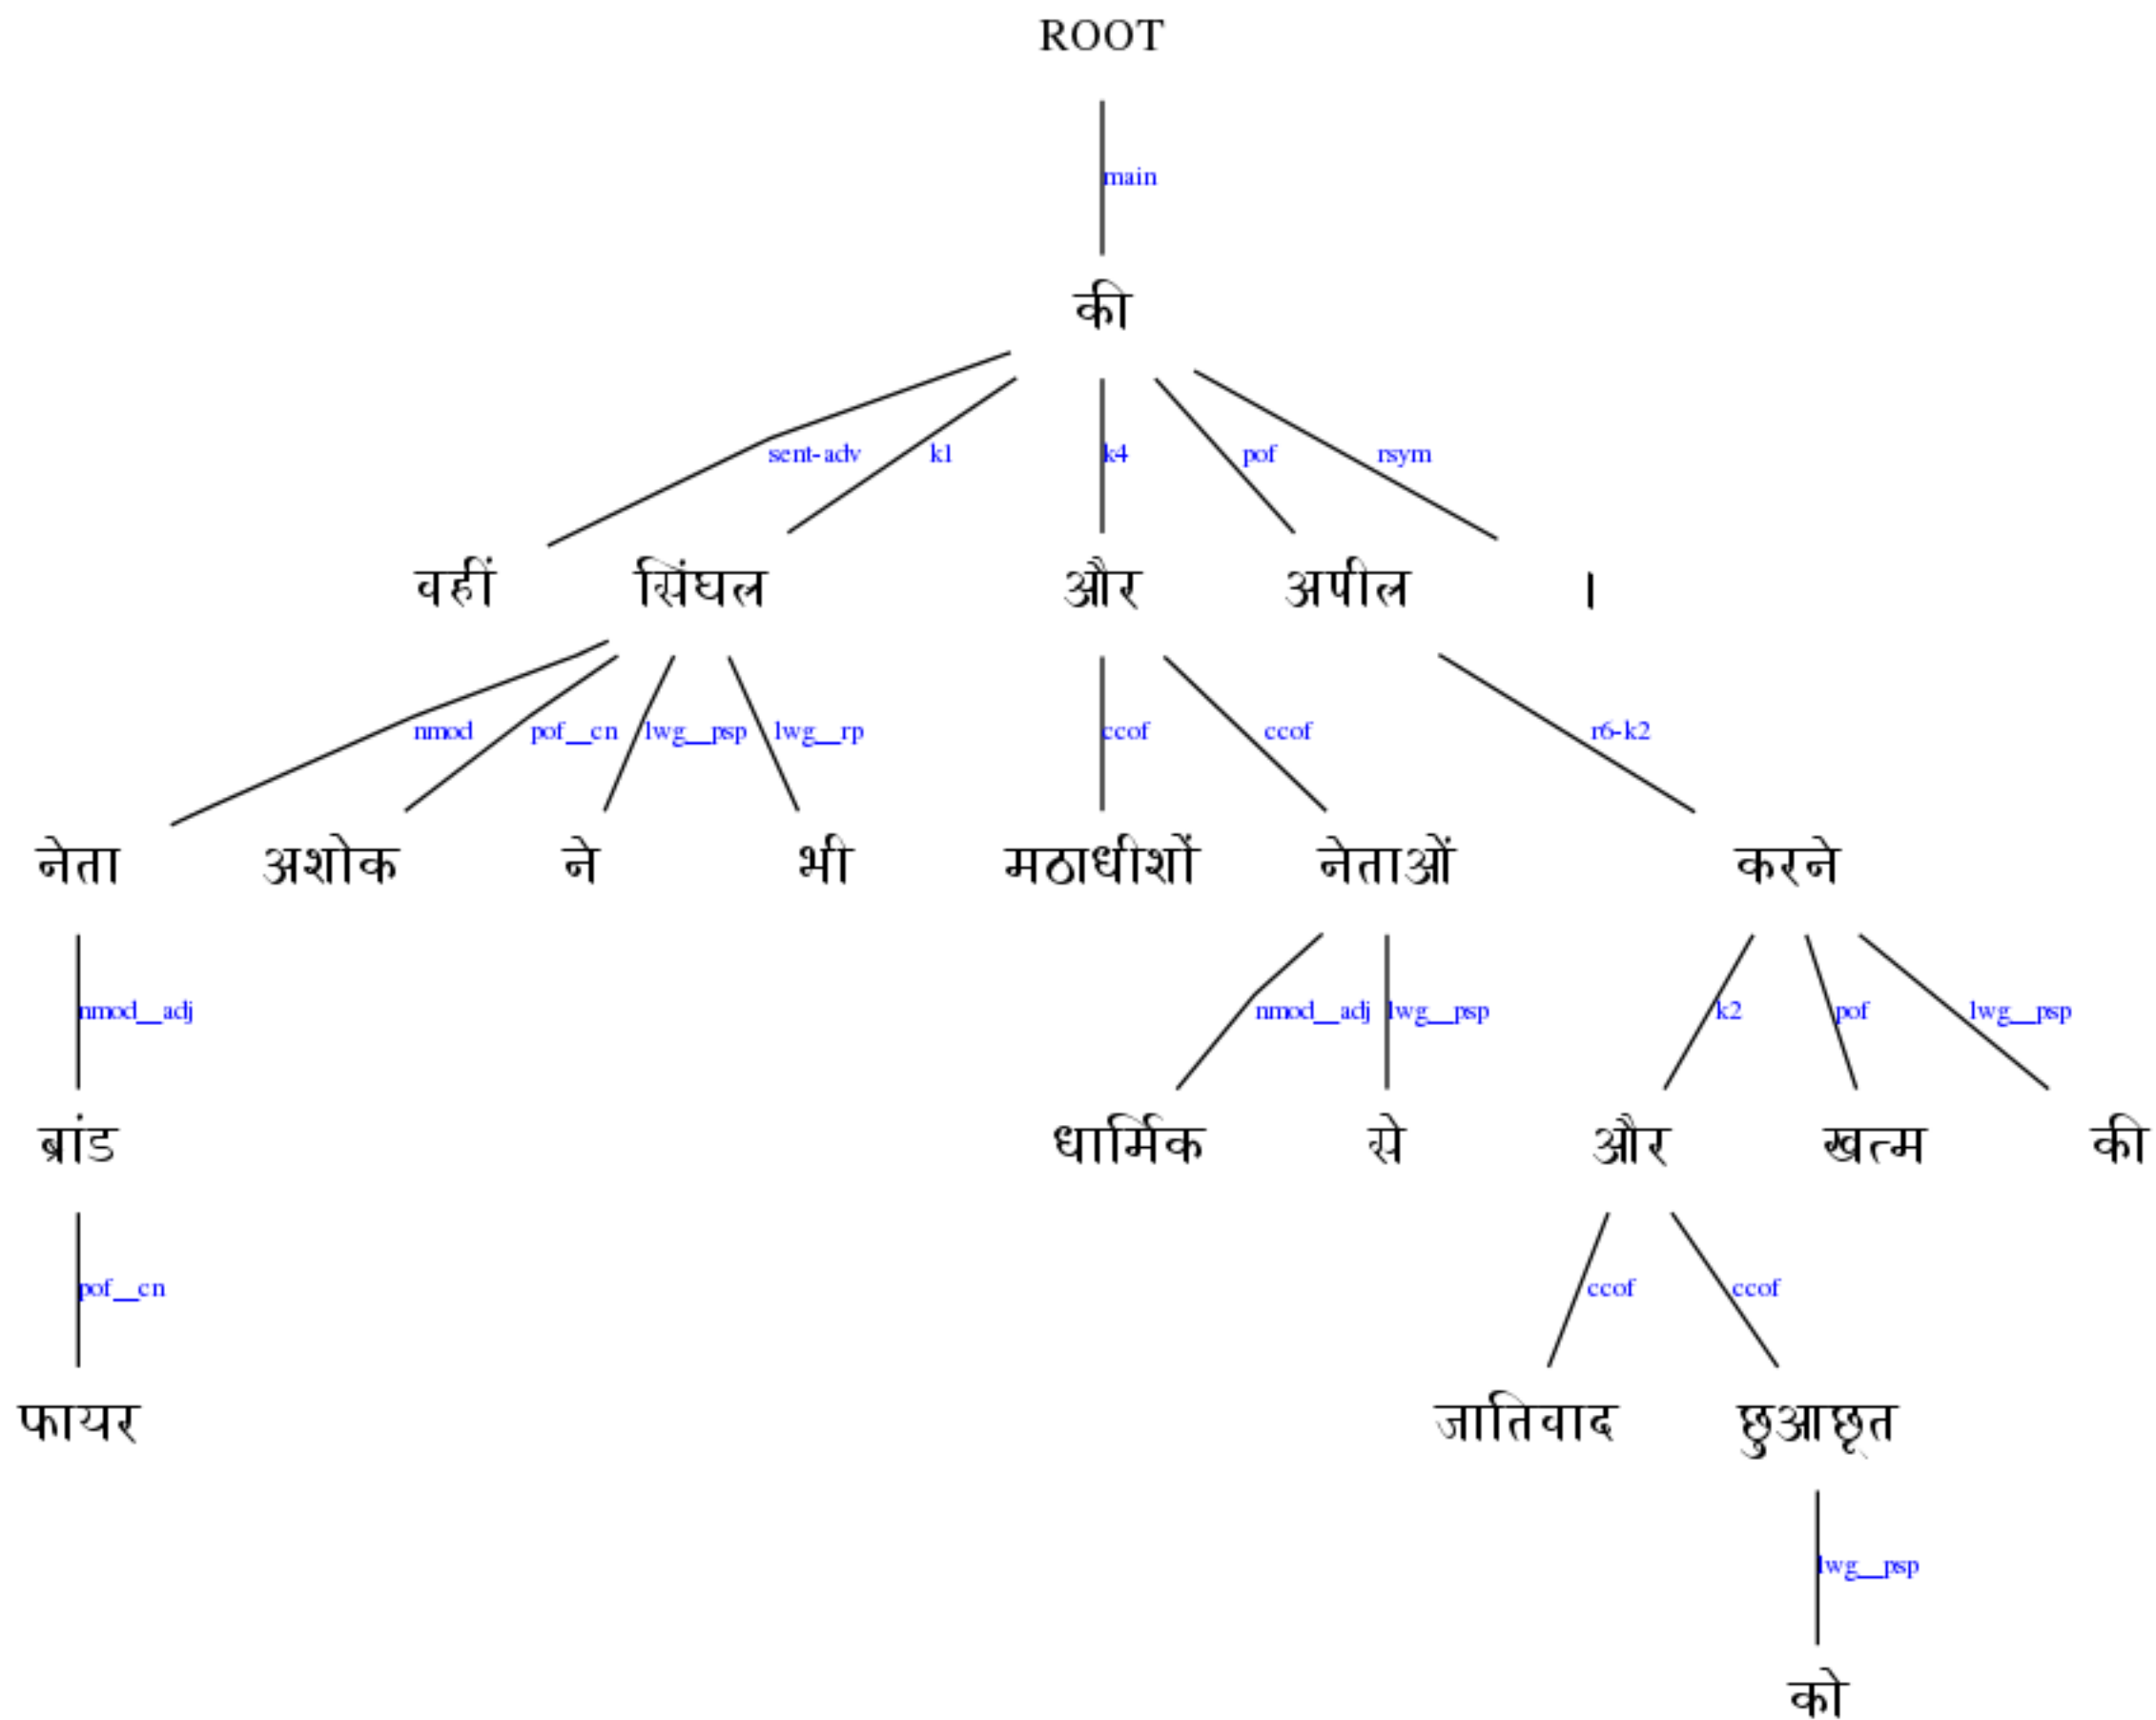 ROOT
main
की
sent-adv k1 k4 pof rsym
वहीं सिंघल और अपील ।
nmod pof__cn lwg__psp lwg__rp ccof ccof r6-k2
नेता अशोक ने भी मठाधीशों नेताओं करने
nmod__adj nmod__adj lwg__psp k2 pof lwg__psp
ब्रांड धार्मिक से और खत्म की
pof__cn ccof ccof
फायर जातिवाद छुआछूत
lwg__psp
को